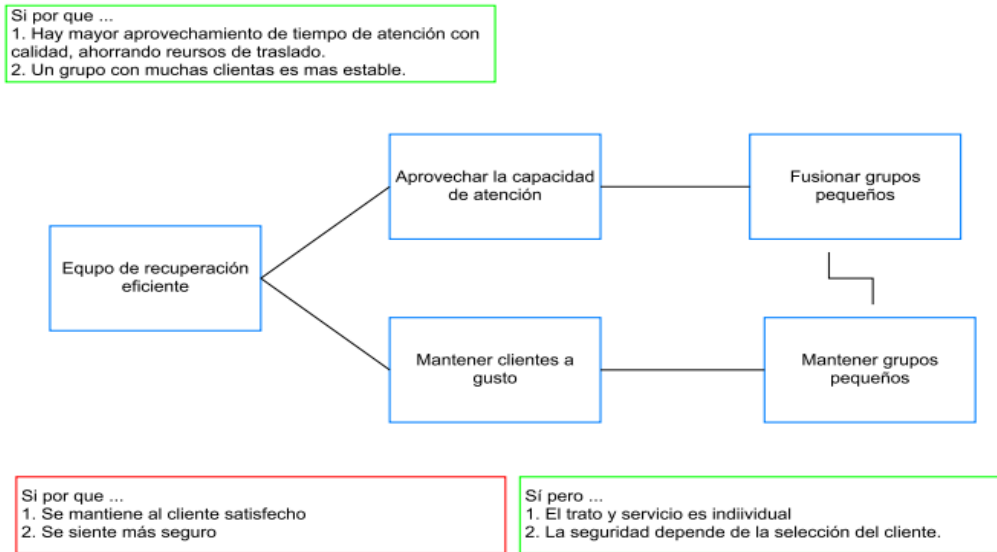 Si por que ...
1. Hay mayor aprovechamiento de tiempo de atención con
calidad, ahorrando reursos de traslado.
2. Un grupo con muchas clientas es mas estable.
Aprovechar la capacidad
de atención
Fusionar grupos
pequeños
Equpo de recuperación
eficiente
Mantener clientes a
gusto
Mantener grupos
pequeños
Si por que ...
1. Se mantiene al cliente satisfecho
2. Se siente más seguro
Sí pero ...
1. El trato y servicio es indiividual
2. La seguridad depende de la selección del cliente.